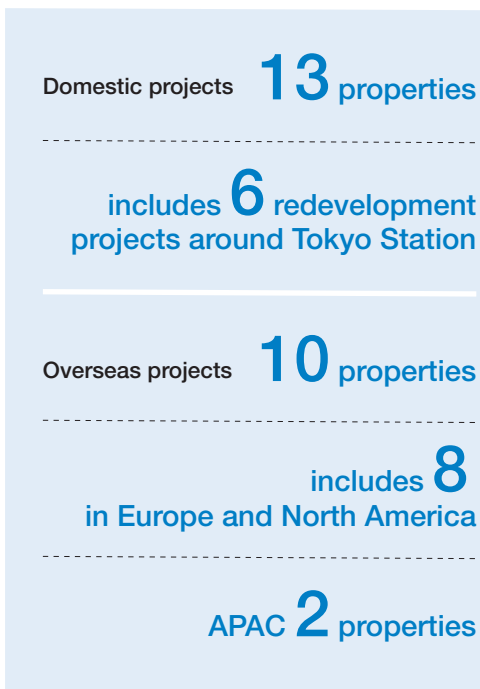 Domestic projects 13 properties
includes 6 redevelopment
projects around Tokyo Station
Overseas projects 10 properties
includes 8
in Europe and North America
APAC 2 properties